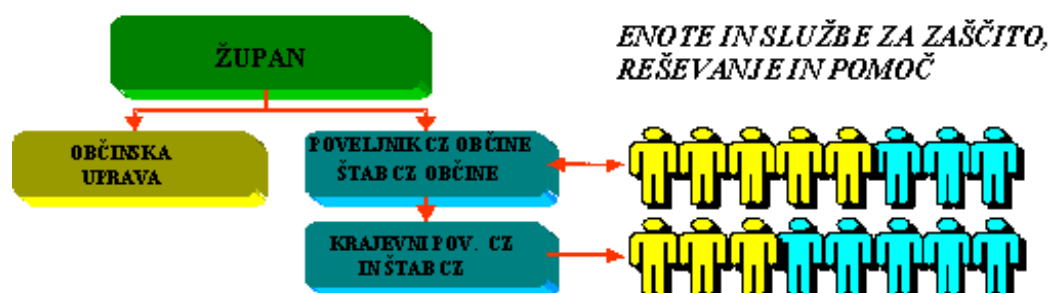 ŽUPAN
ENOTE IN SLUŽBE ZA ZAŠČITO,
REŠEVANJE IN POMOČ
OBČINSKA
UPRAVA
POVELJNIK CZ OBČINE
ŠTAB CZ OBČINE
KRAJEVNI POV. CZ
IN ŠTAB CZ